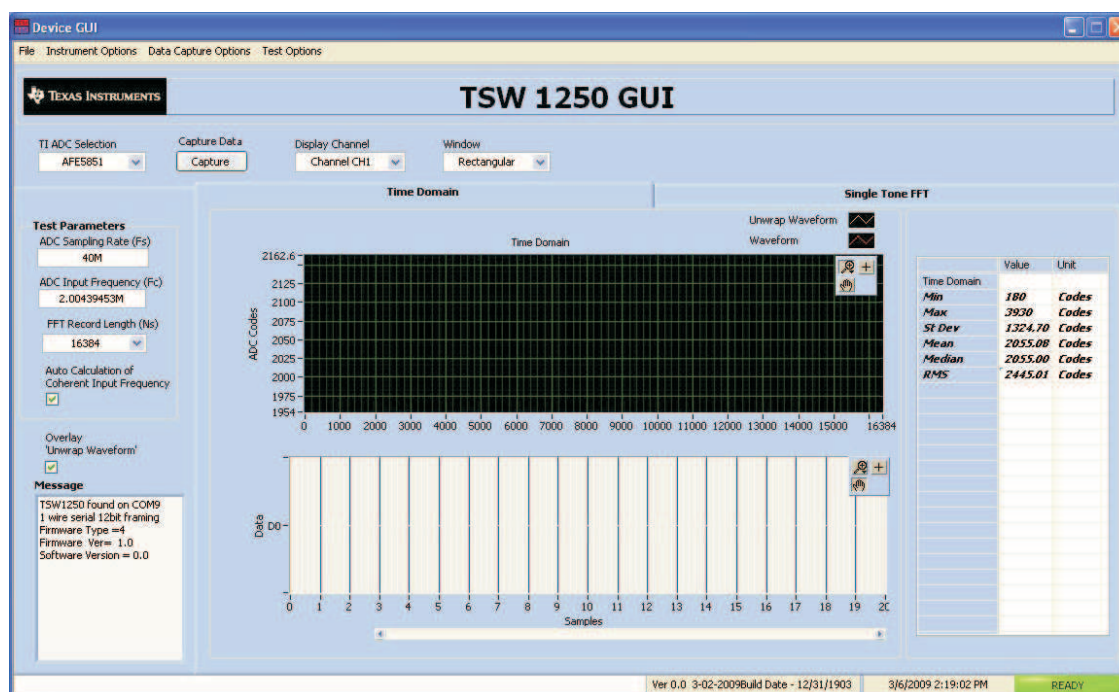 Device GUI
File Instrument Options Data Capture Options Test Options
TEXAS INSTRUMENTS
TSW 1250 GUI
TI ADC Selection
AFE5851
Capture Data
Capture
Display Channel
Channel CH1
Window
Rectangular
Time Domain
Single Tone FFT
Test Parameters
ADC Sampling Rate (Fs)
40M
ADC Input Frequency (Fc)
2.00439453M
FFT Record Length (Ns)
16384
Auto Calculation of
Coherent Input Frequency
Overlay
'Unwrap Waveform'
Message
TSW1250 found on COM9
1 wire serial 12bit framing
Firmware Type =4
Firmware Ver= 1.0
Software Version = 0.0
Unwrap Waveform
Waveform
Time Domain
ADC Codes
2162.6
2125
2100
2075
2050
2025
2000
1975
1954
0 1000 2000 3000 4000 5000 6000 7000 8000 9000 10000 11000 12000 13000 14000 15000 16384
Data
D0
0 1 2 3 4 5 6 7 8 9 10 11 12 13 14 15 16 17 18 19 20
Samples
Value Unit
Time Domain
Min 180 Codes
Max 3930 Codes
St Dev 1324.70 Codes
Mean 2055.08 Codes
Median 2055.00 Codes
RMS 2445.01 Codes
Ver 0.0 3-02-2009Build Date - 12/31/1903
3/6/2009 2:19:02 PM
READY